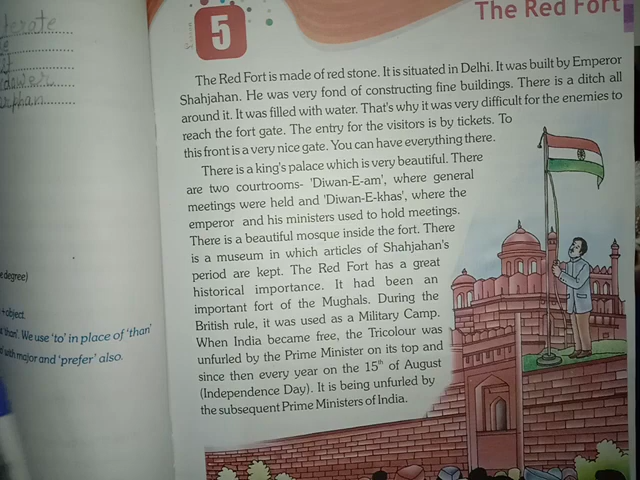 The Red Fort
Lesson
5
The Red Fort is made of red stone. It is situated in Delhi. It was built by Emperor
Shahjahan. He was very fond of constructing fine buildings. There is a ditch all
around it. It was filled with water. That's why it was very difficult for the enemies to
reach the fort gate. The entry for the visitors is by tickets. To
this front is a very nice gate. You can have everything there.
There is a king's palace which is very beautiful. There
are two courtrooms- 'Diwan-E-am', where general
meetings were held and 'Diwan-E-khas', where the
emperor and his ministers used to hold meetings.
There is a beautiful mosque inside the fort. There
is a museum in which articles of Shahjahan's
period are kept. The Red Fort has a great
historical importance. It had been an
important fort of the Mughals. During the
British rule, it was used as a Military Camp.
When India became free, the Tricolour was
unfurled by the Prime Minister on its top and
since then every year on the 15th of August
(Independence Day). It is being unfurled by
the subsequent Prime Ministers of India.
degree)
+object.
'than'. We use 'to' in place of 'than'
with major and 'prefer' also.